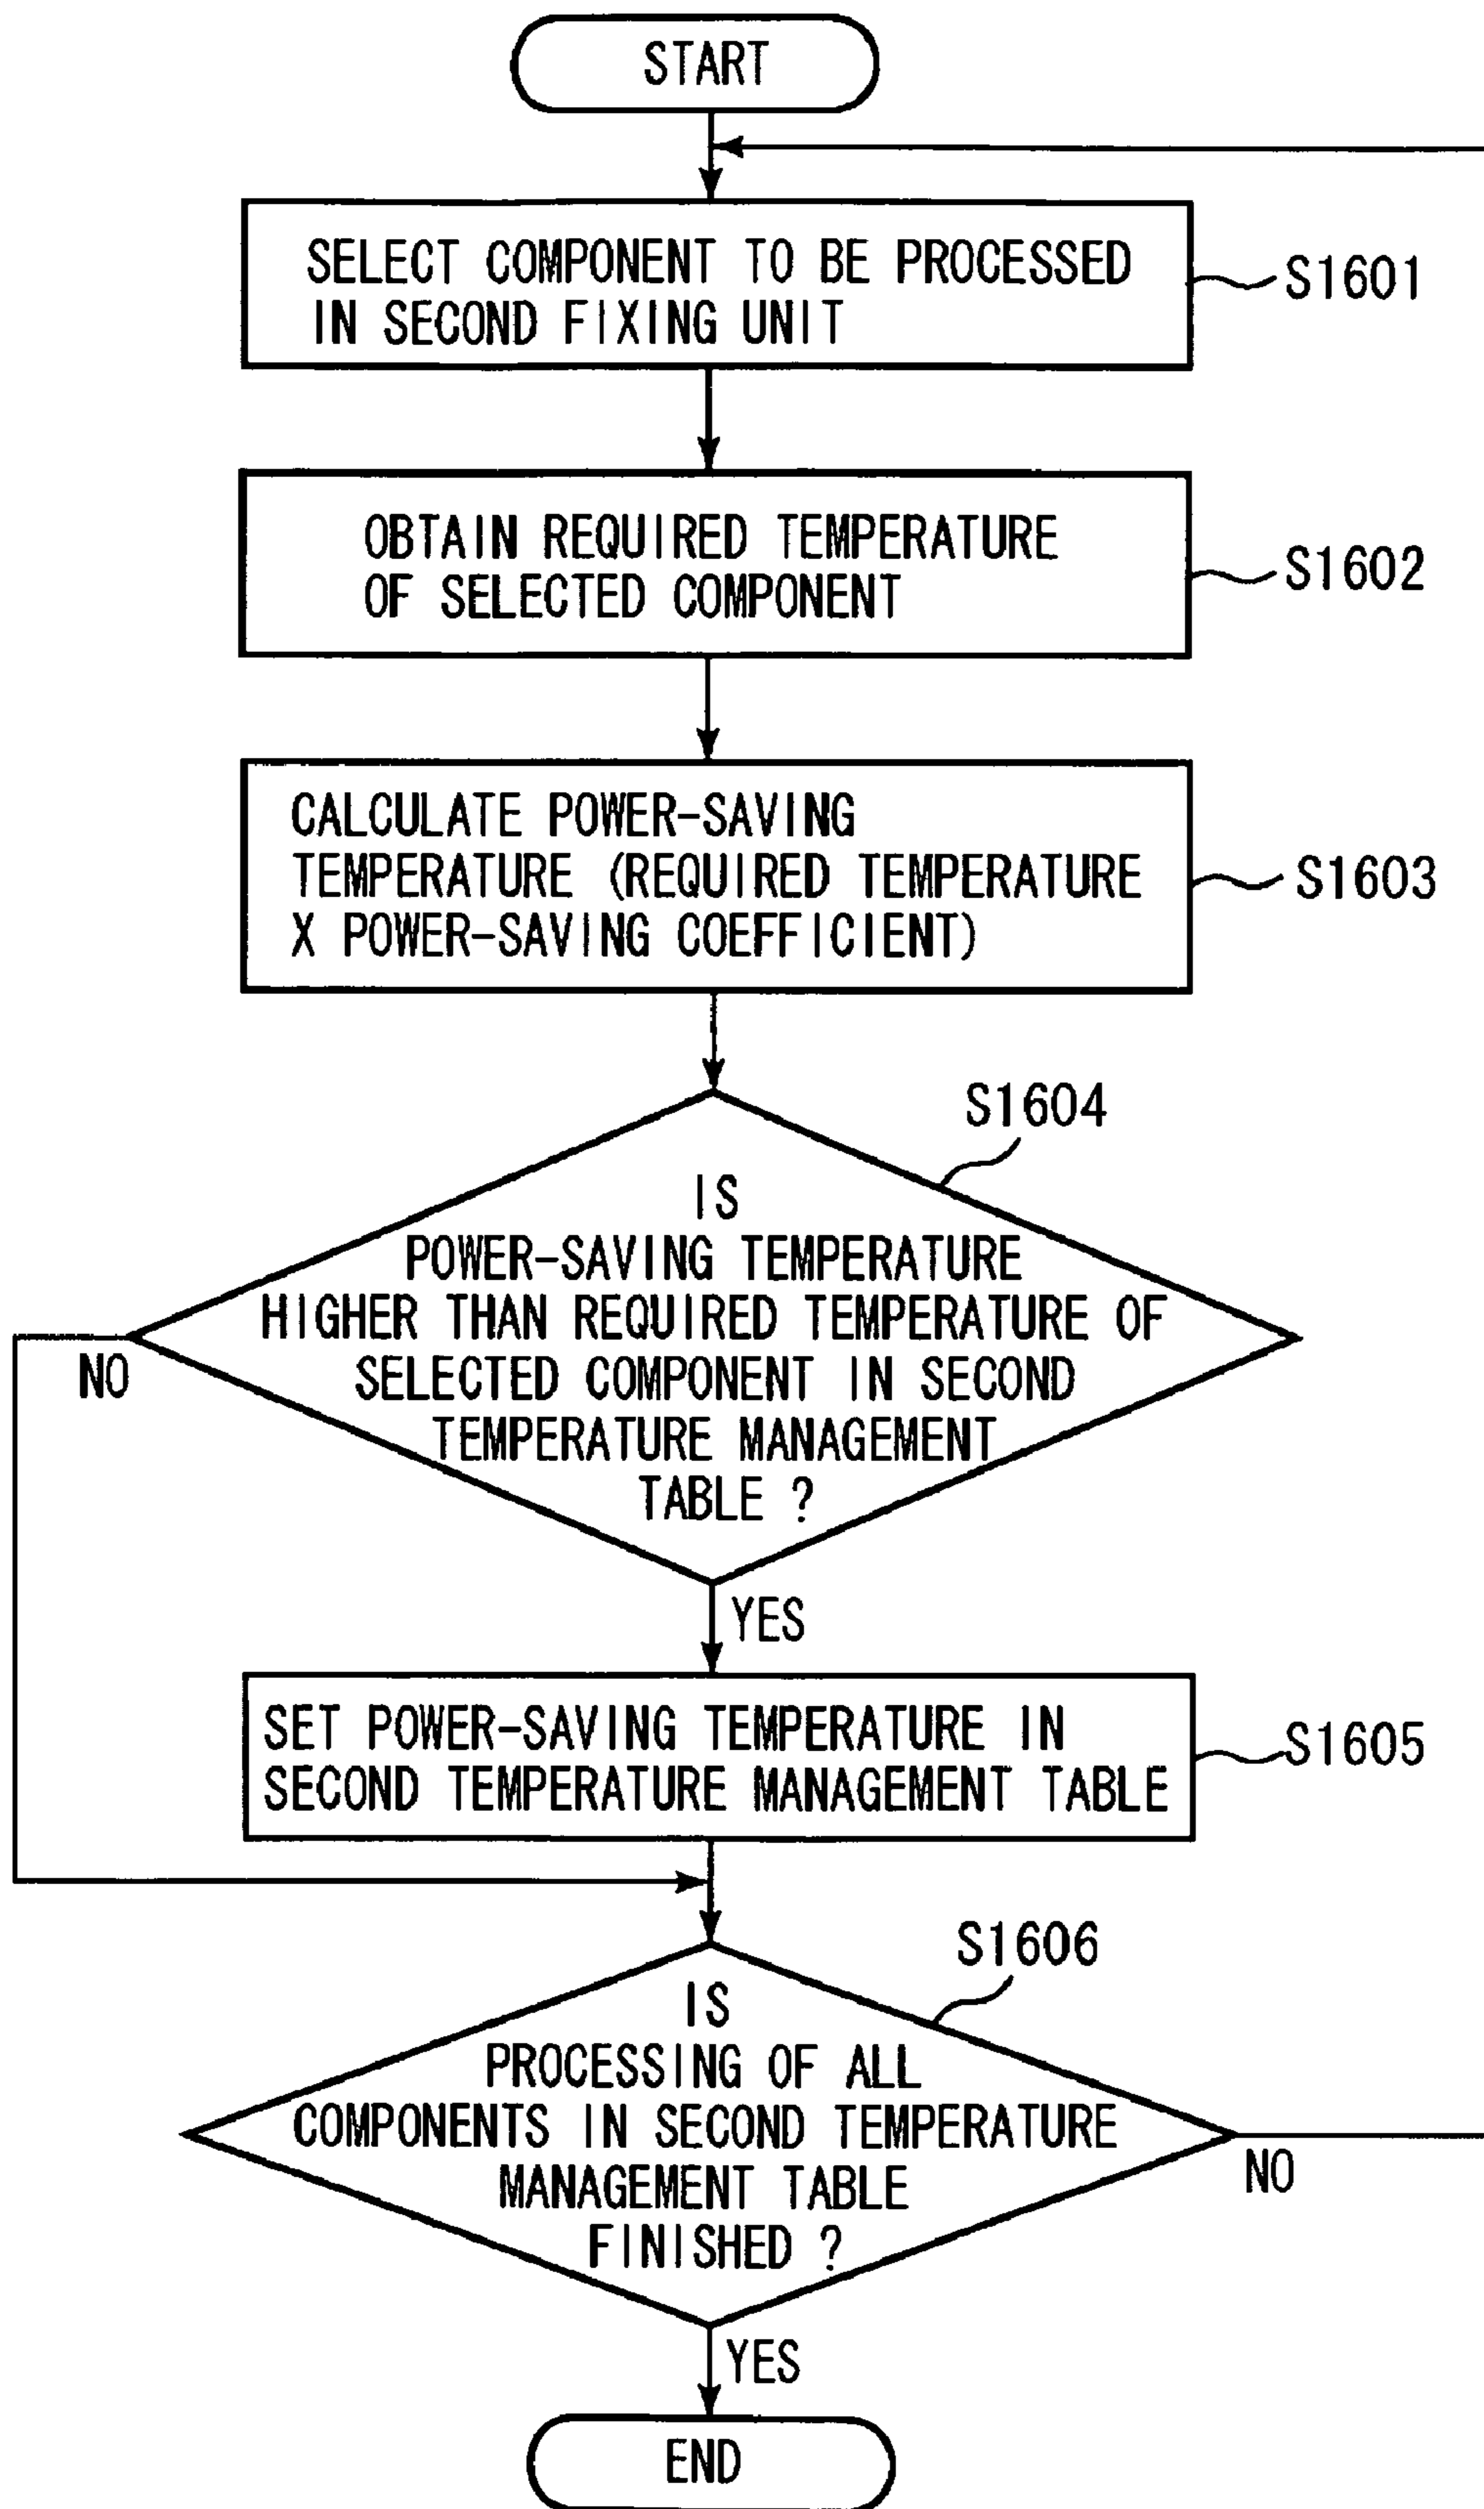 START
SELECT COMPONENT TO BE PROCESSED
IN SECOND FIXING UNIT
S1601
OBTAIN REQUIRED TEMPERATURE
OF SELECTED COMPONENT
S1602
CALCULATE POWER-SAVING
TEMPERATURE (REQUIRED TEMPERATURE
X POWER-SAVING COEFFICIENT)
S1603
S1604
IS
POWER-SAVING TEMPERATURE
HIGHER THAN REQUIRED TEMPERATURE OF
SELECTED COMPONENT IN SECOND
TEMPERATURE MANAGEMENT
TABLE ?
NO
YES
SET POWER-SAVING TEMPERATURE IN
SECOND TEMPERATURE MANAGEMENT TABLE
S1605
S1606
IS
PROCESSING OF ALL
COMPONENTS IN SECOND TEMPERATURE
MANAGEMENT TABLE
FINISHED ?
NO
YES
END